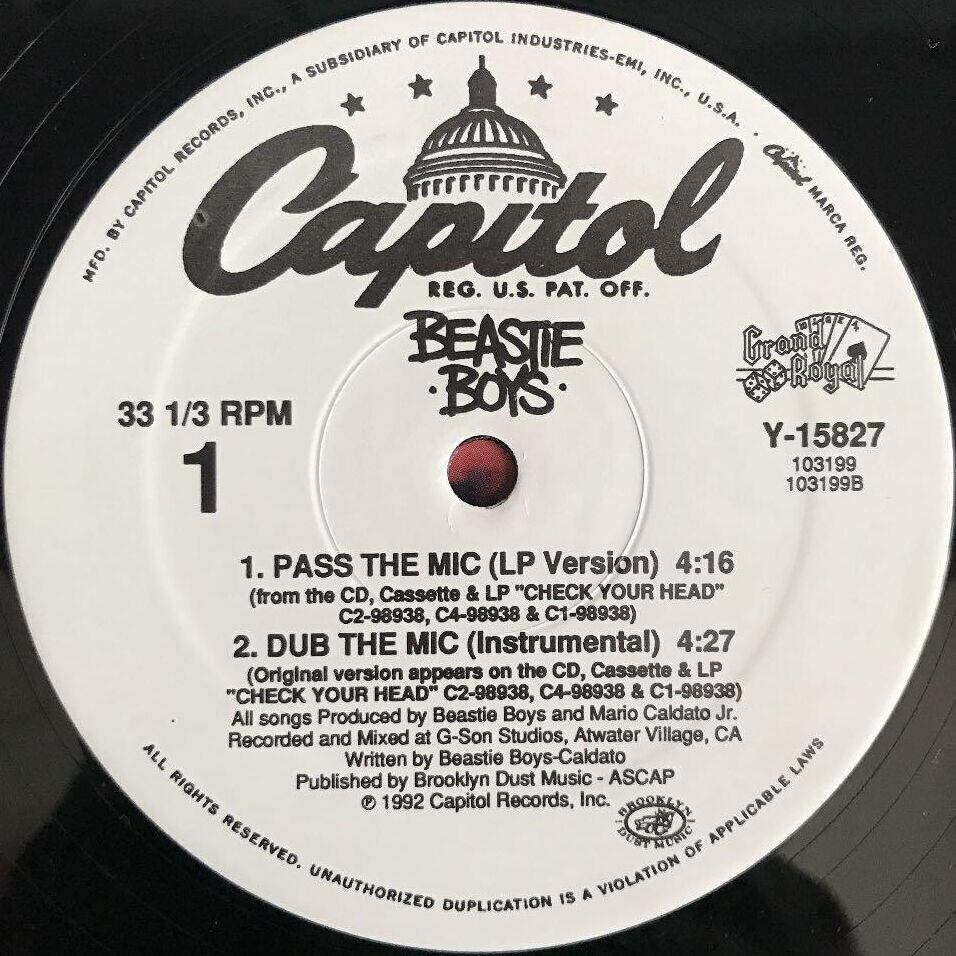 MFD. BY CAPITOL RECORDS, INC., A SUBSIDIARY OF CAPITOL INDUSTRIES-EMI, INC., U.S.A. · Capitol MARCA REG.
Capitol
REG. U.S. PAT. OFF.
BEASTIE
·BOYS·
Grand
Royal
33 1/3 RPM
1
Y-15827
103199
103199B
1. PASS THE MIC (LP Version) 4:16
(from the CD, Cassette & LP "CHECK YOUR HEAD"
C2-98938, C4-98938 & C1-98938)
2. DUB THE MIC (Instrumental) 4:27
(Original version appears on the CD, Cassette & LP
"CHECK YOUR HEAD" C2-98938, C4-98938 & C1-98938)
All songs Produced by Beastie Boys and Mario Caldato Jr.
Recorded and Mixed at G-Son Studios, Atwater Village, CA
Written by Beastie Boys-Caldato
Published by Brooklyn Dust Music - ASCAP
℗ 1992 Capitol Records, Inc.
BROOKLYN
DUST MUSIC
ALL RIGHTS RESERVED. UNAUTHORIZED DUPLICATION IS A VIOLATION OF APPLICABLE LAWS